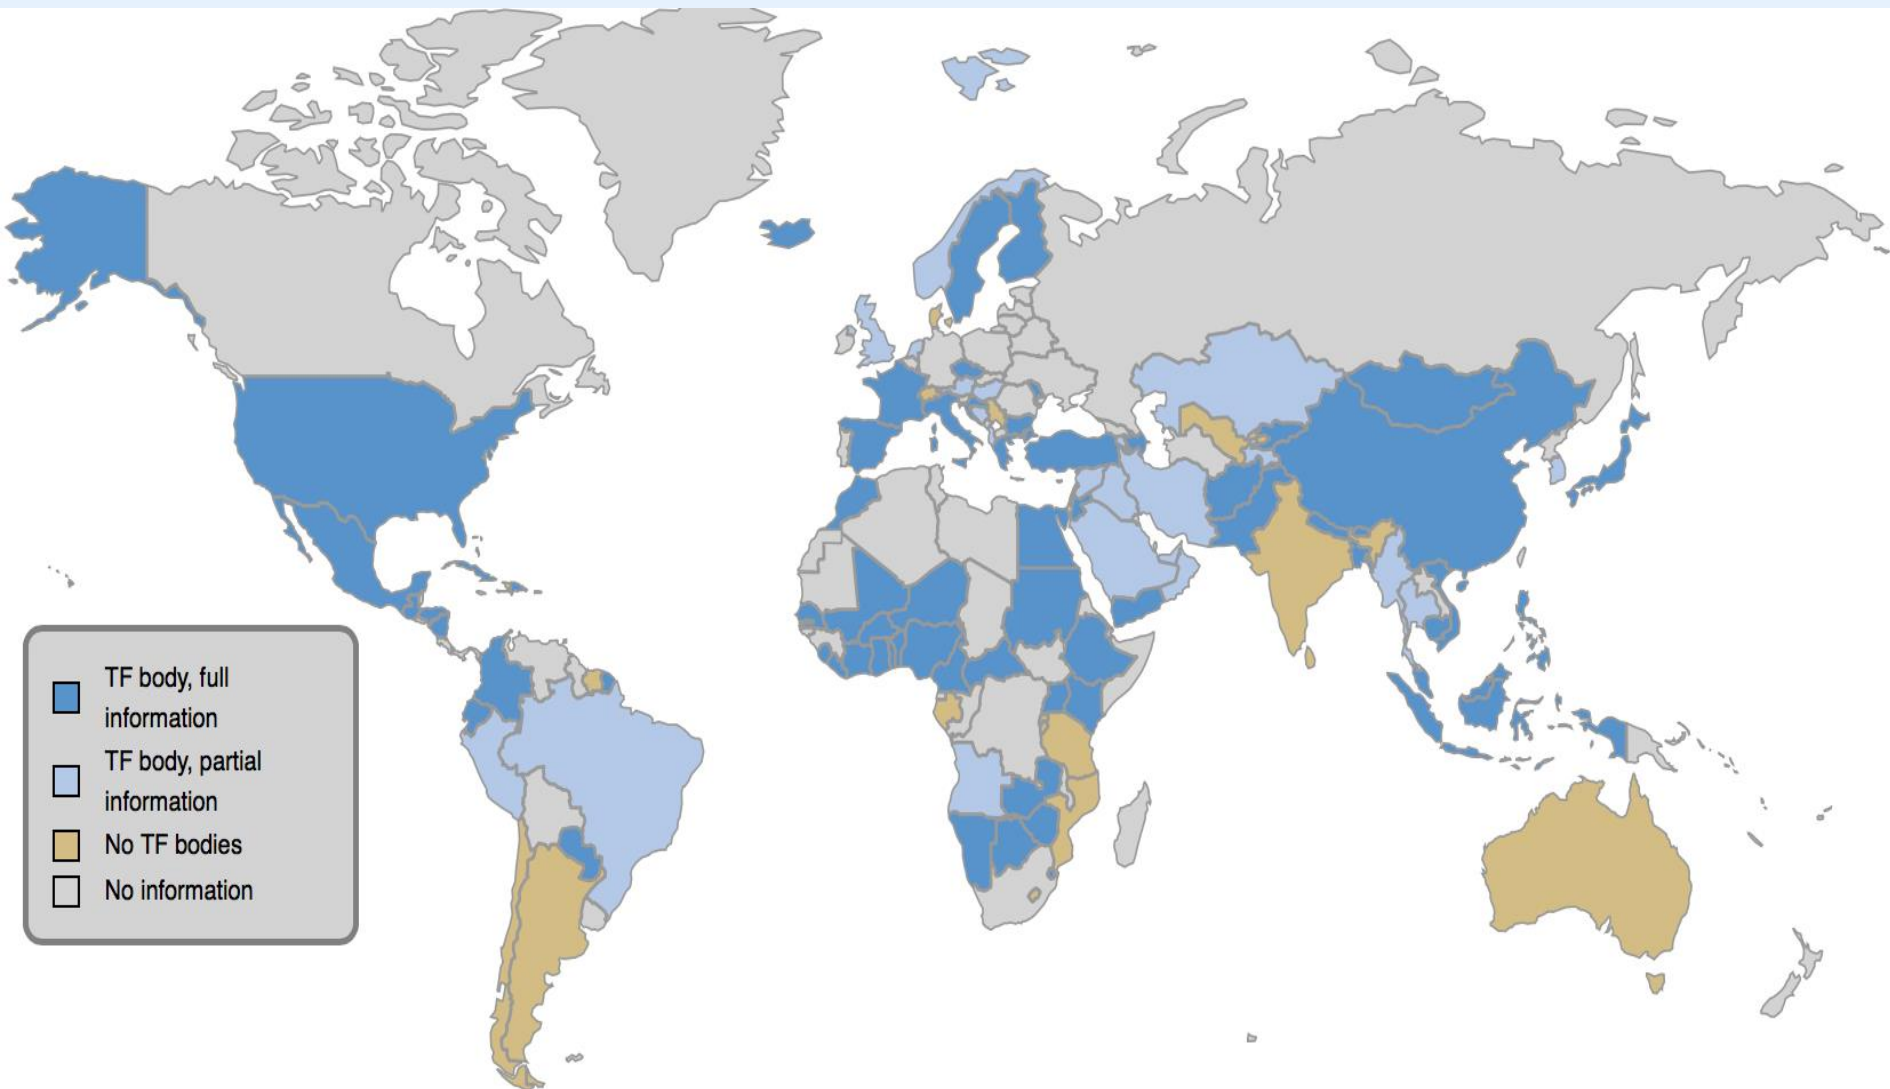 TF body, full
information
TF body, partial
information
No TF bodies
No information